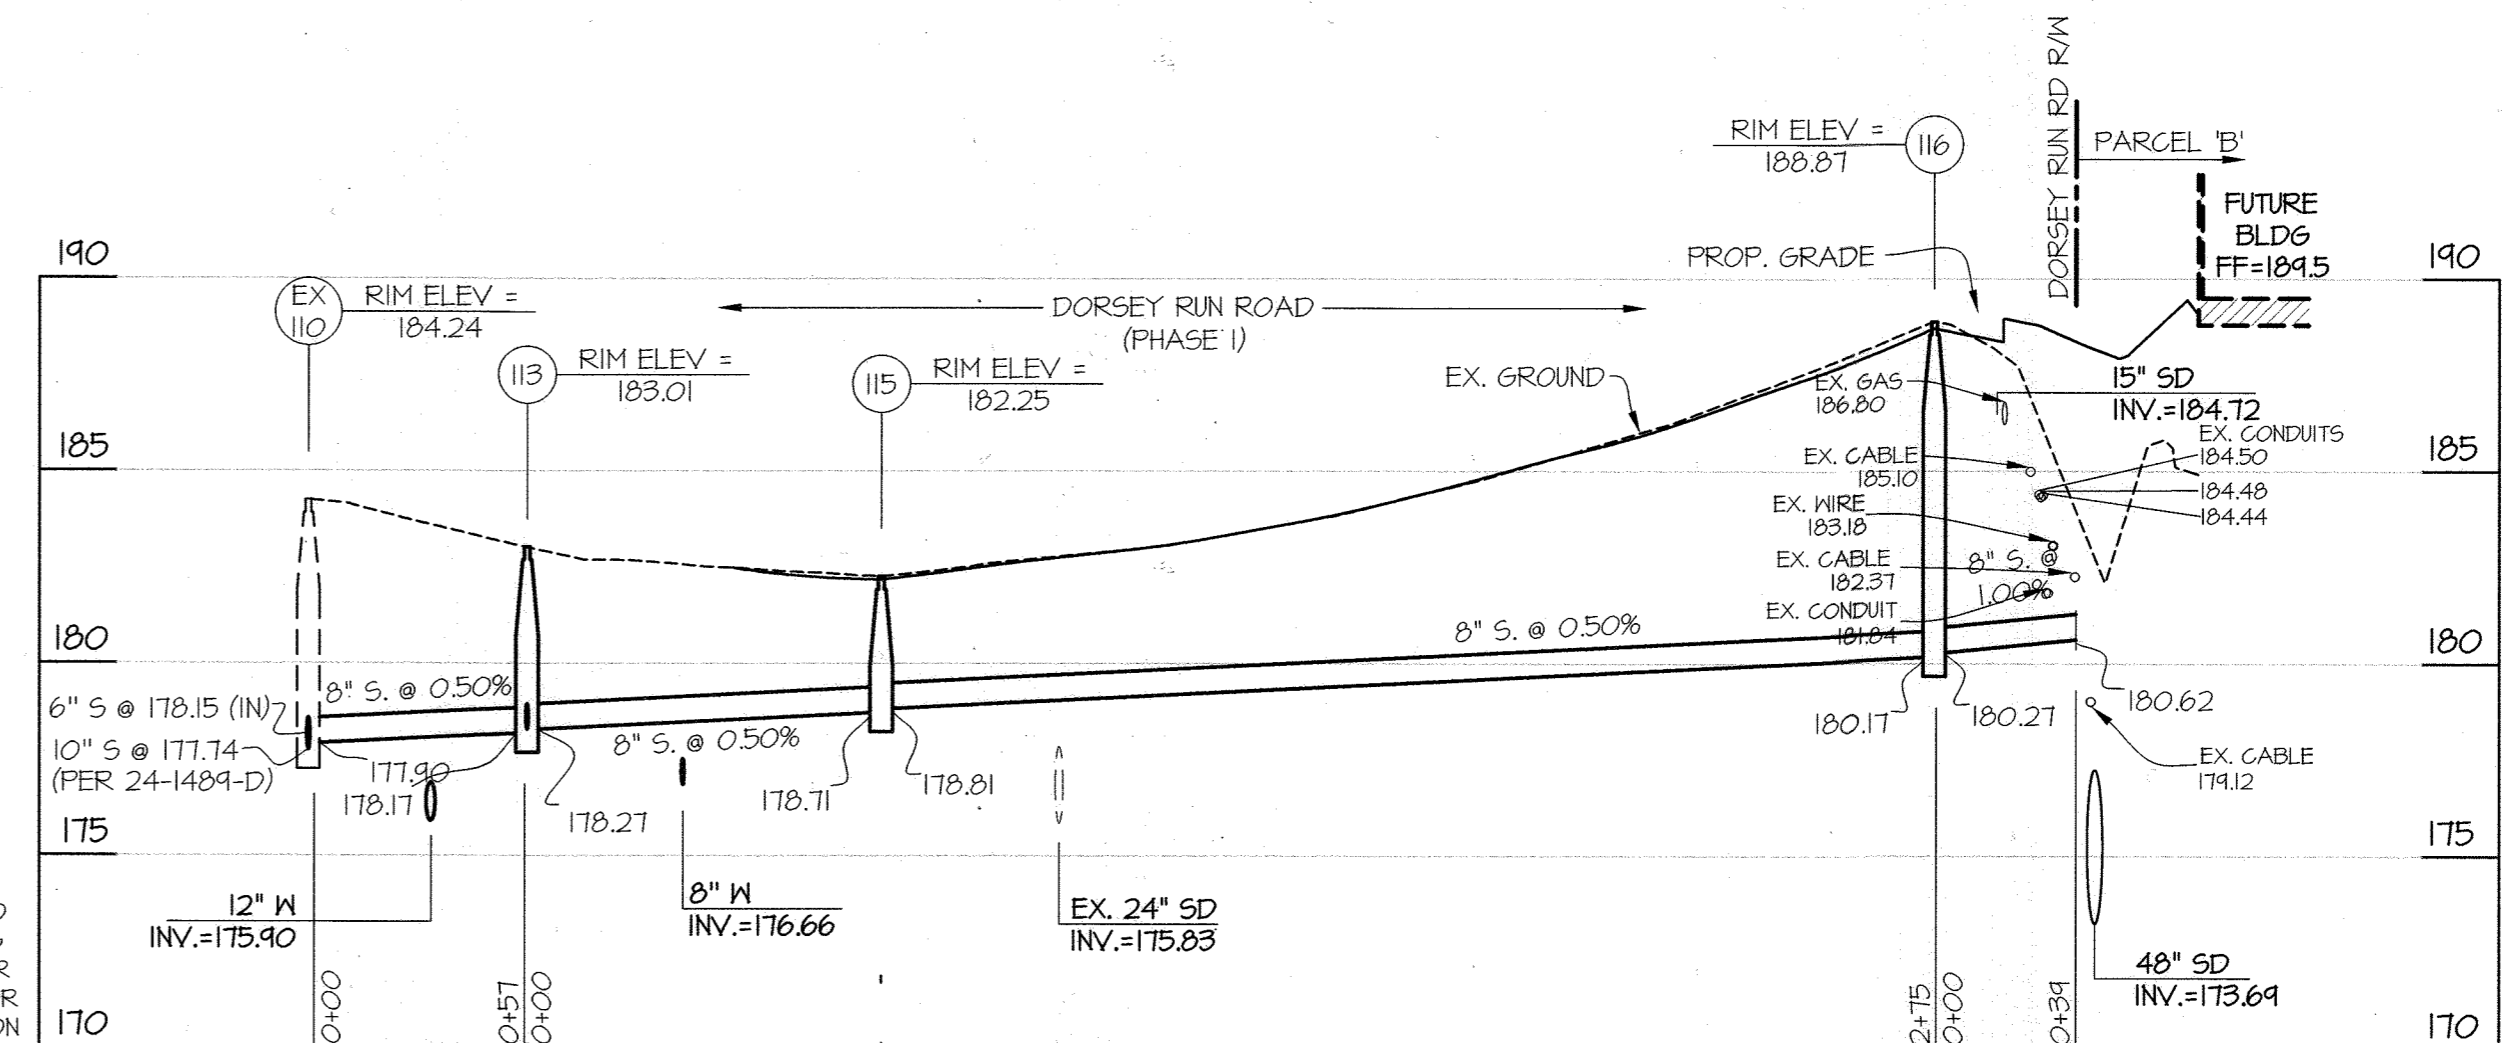 DORSEY RUN RD R/W
PARCEL 'B'
RIM ELEV =
188.87
116
FUTURE
BLDG
FF=189.5
PROP. GRADE
190
190
EX
110
RIM ELEV =
184.24
DORSEY RUN ROAD
(PHASE 1)
113
RIM ELEV =
183.01
115
RIM ELEV =
182.25
EX. GROUND
EX. GAS
186.80
15" SD
INV.=184.72
185
185
EX. CONDUITS
184.50
184.48
184.44
EX. CABLE
185.10
EX. WIRE
183.18
EX. CABLE
182.37
8" S. @
1.00%
EX. CONDUIT
181.84
180
180
8" S. @ 0.50%
8" S. @ 0.50%
8" S. @ 0.50%
6" S @ 178.15 (IN)
10" S @ 177.74
(PER 24-1489-D)
177.90
178.17
178.27
178.71
178.81
180.17
180.27
180.62
EX. CABLE
179.12
175
175
12" W
INV.=175.90
8" W
INV.=176.66
EX. 24" SD
INV.=175.83
48" SD
INV.=173.69
0+00
0+57
0+00
2+75
0+00
0+39
R
R
ON
170
170